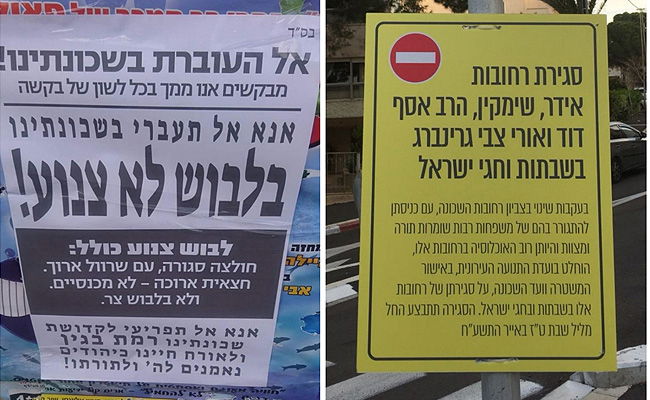 בס"ד
אל העוברת בשכונתינו!
מבקשים אנו ממך בכל לשון של בקשה
אנא אל תעברי בשכונתינו
בלבוש לא צנוע!
לבוש צנוע כולל:
חולצה סגורה, עם שרוול ארוך.
חצאית ארוכה - לא מכנסיים.
ולא בלבוש צר.
אנא אל תפריעי לקדושת
שכונתינו רמת בגין
ולאורח חיינו כיהודים
נאמנים לה' ולתורתו!
סגירת רחובות
אידר, שימקין, הרב אסף
דוד ואורי צבי גרינברג
בשבתות וחגי ישראל
בעקבות שינוי בצביון רחובות השכונה, עם כניסתן
להתגורר בהם של משפחות רבות שומרות תורה
ומצוות והיותן רוב האוכלוסיה ברחובות אלו,
הוחלט בועדת התנועה העירונית, באישור
המשטרה וועד השכונה, על סגירתן של רחובות
אלו בשבתות ובחגי ישראל. הסגירה תתבצע החל
מליל שבת ט"ז באייר התשע"ח